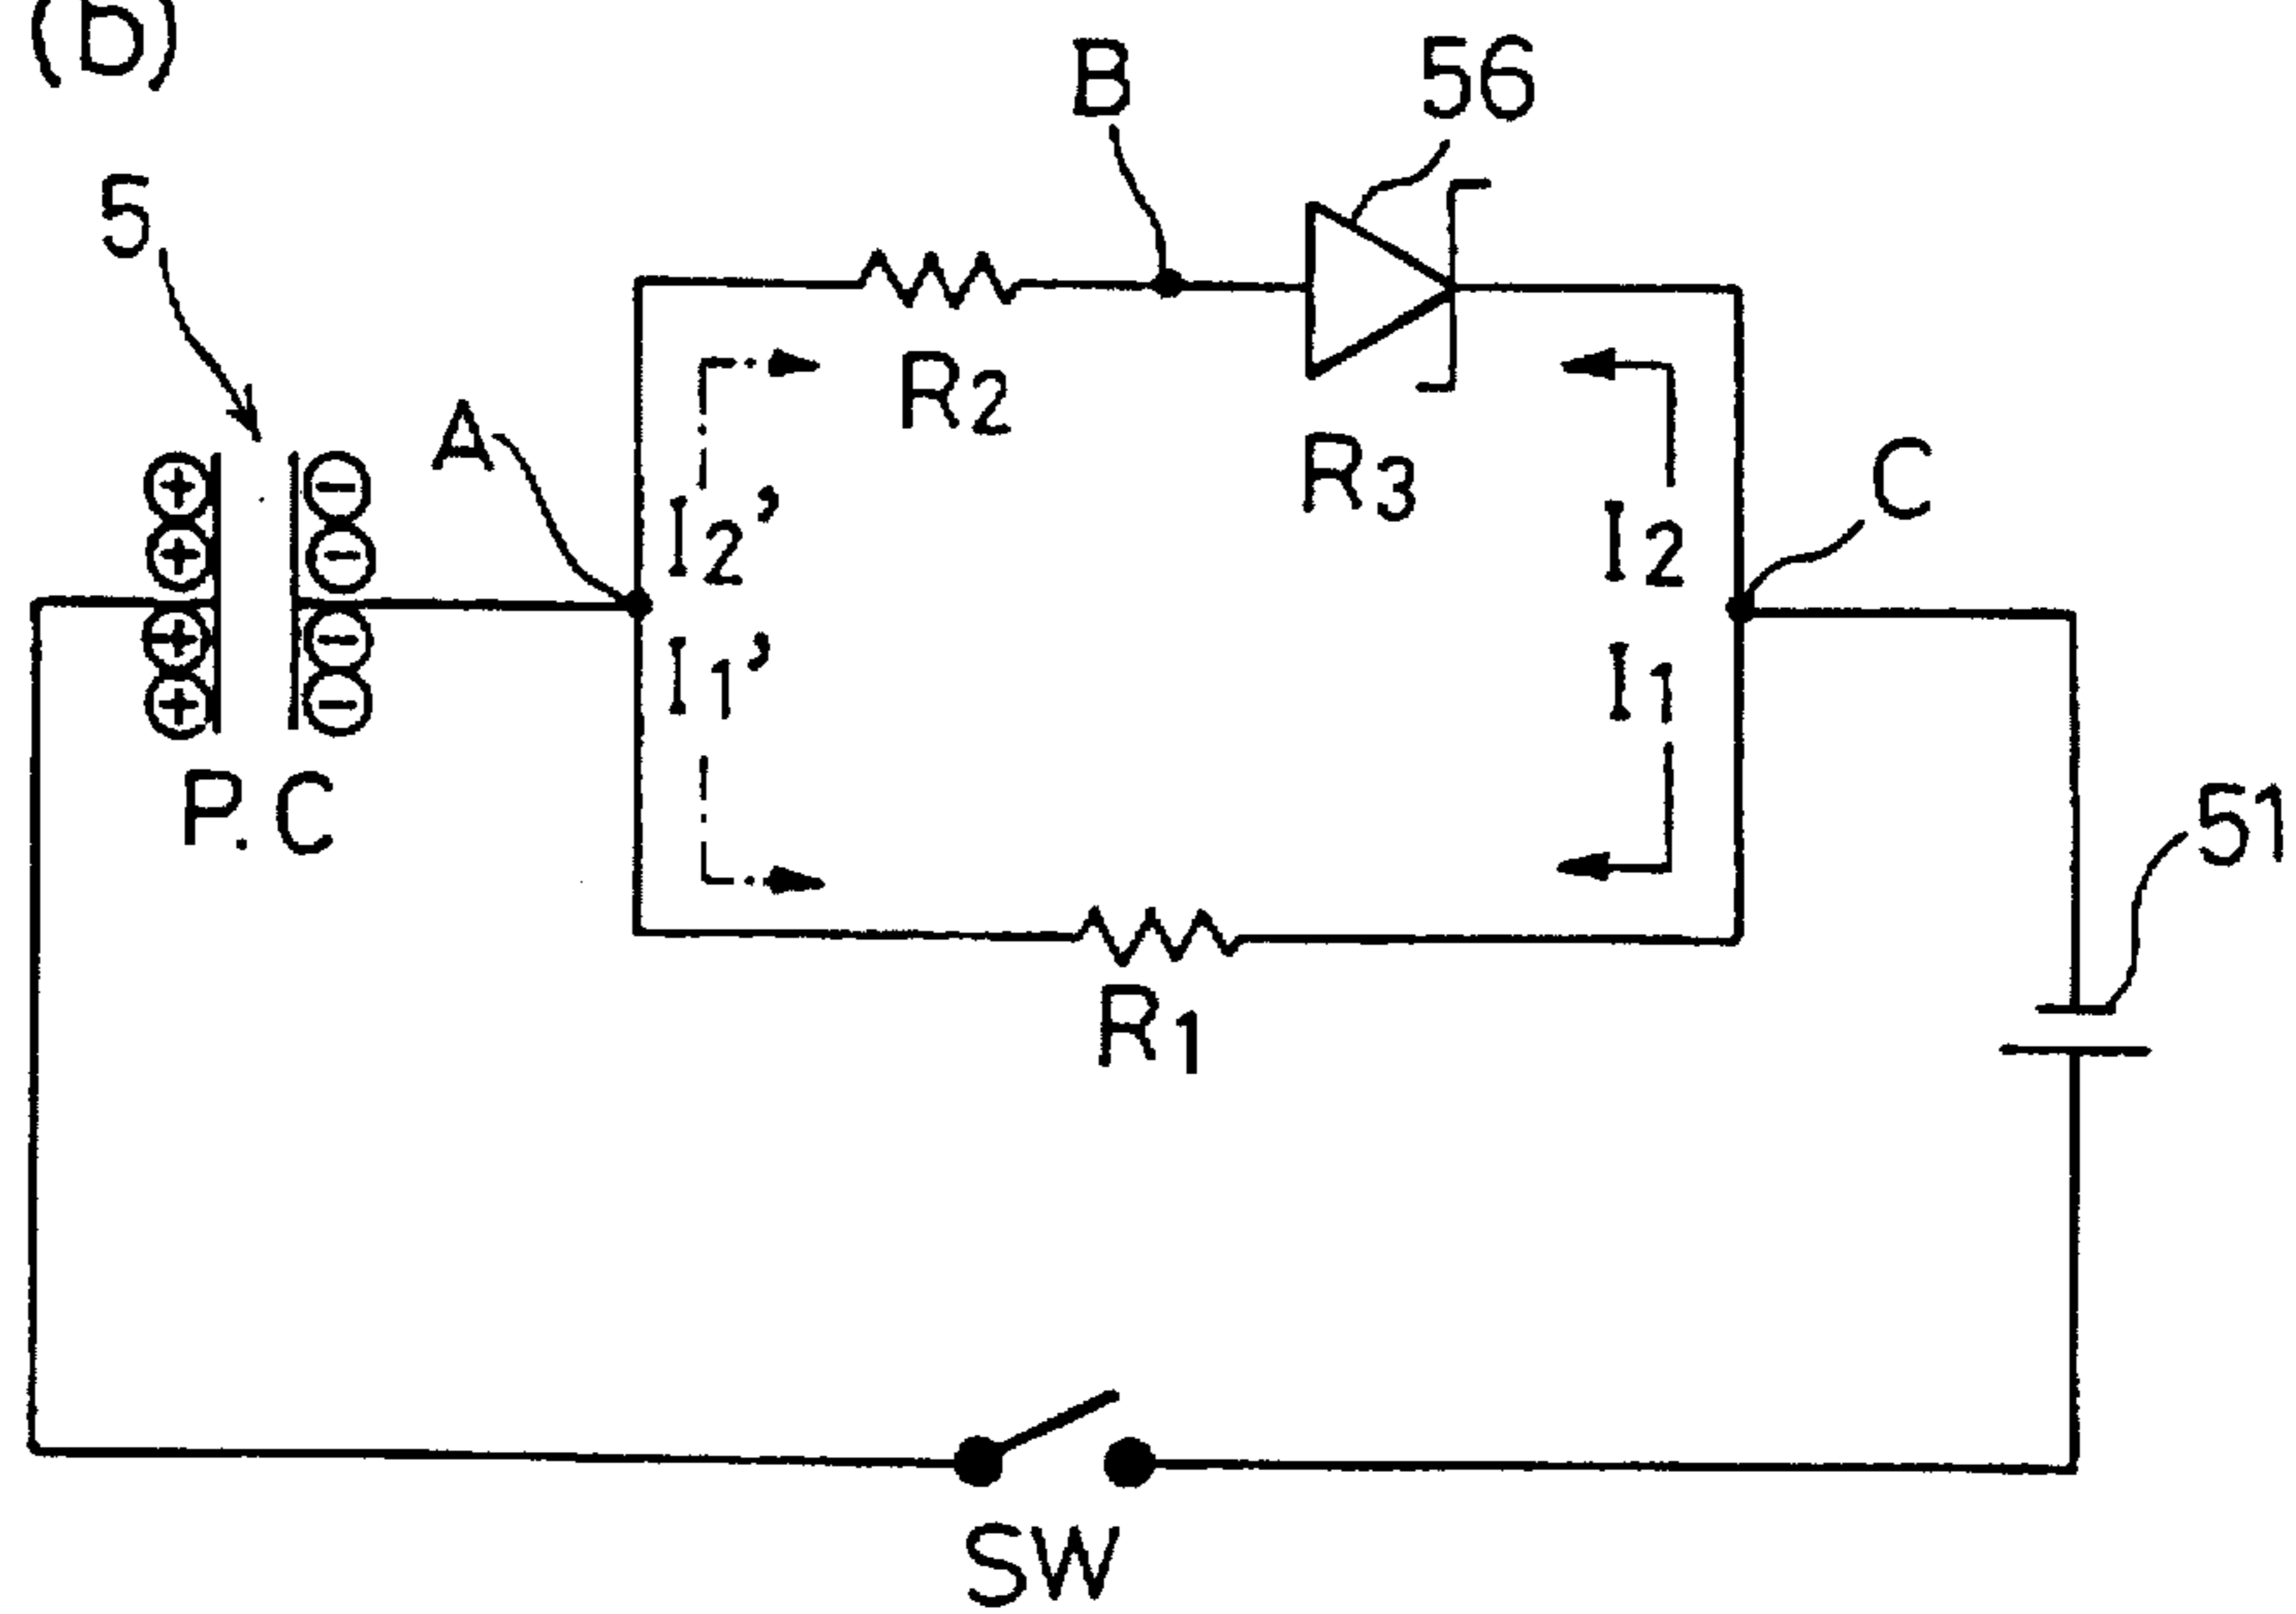 (b)
B
56
5
A
R2
R3
I2'
I2
C
I1'
I1
+
+
+
+
−
−
−
−
P.C
51
R1
SW